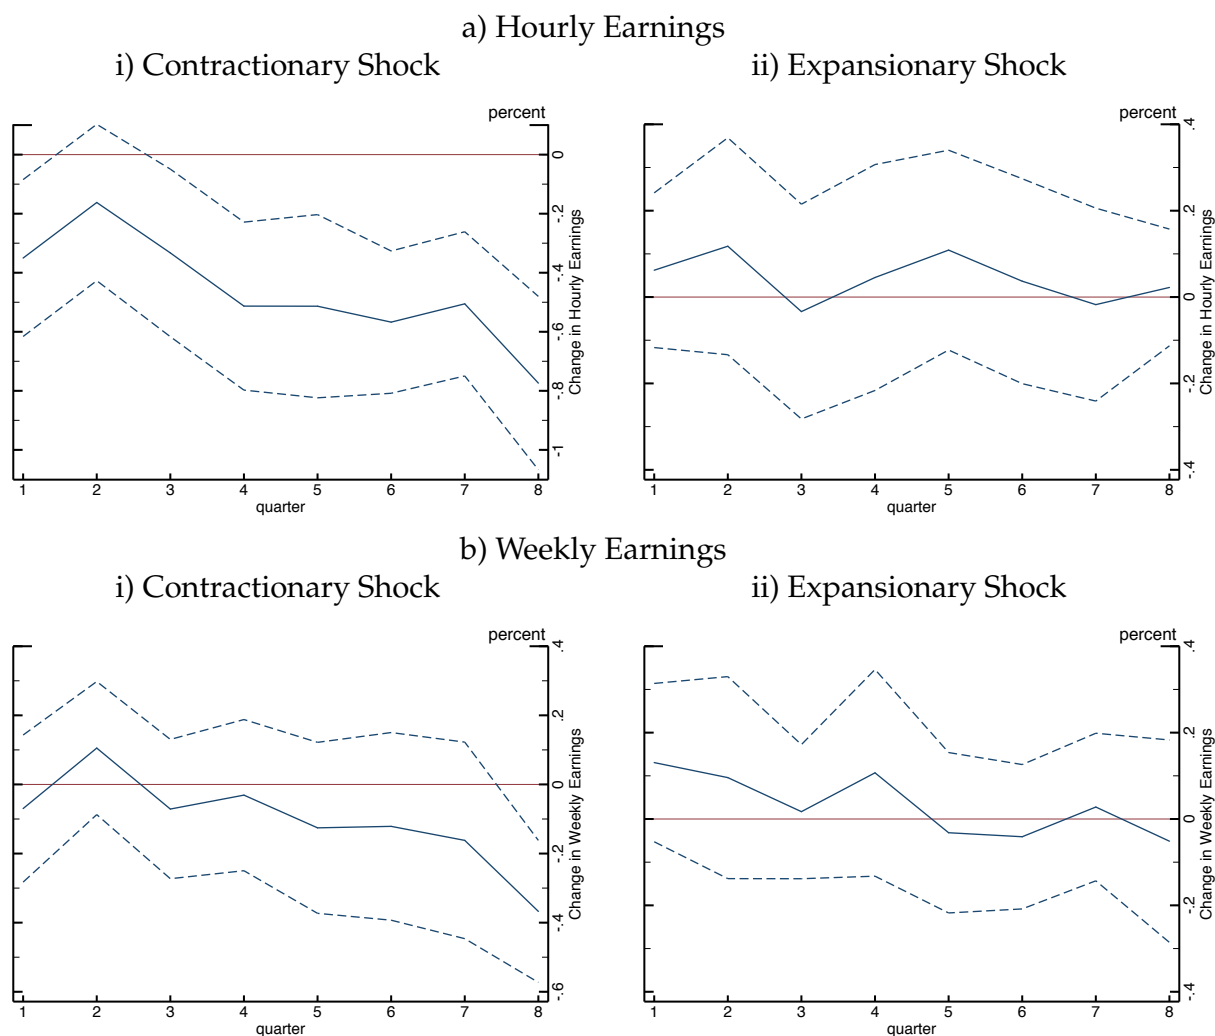 a) Hourly Earnings
i) Contractionary Shock
percent
0
-.2
-.4
-.6
-.8
-1
Change in Hourly Earnings
1 2 3 4 5 6 7 8
quarter
ii) Expansionary Shock
percent
.4
.2
0
-.2
-.4
Change in Hourly Earnings
1 2 3 4 5 6 7 8
quarter
b) Weekly Earnings
i) Contractionary Shock
percent
.4
.2
0
-.2
-.4
-.6
Change in Weekly Earnings
1 2 3 4 5 6 7 8
quarter
ii) Expansionary Shock
percent
.4
.2
0
-.2
-.4
Change in Weekly Earnings
1 2 3 4 5 6 7 8
quarter